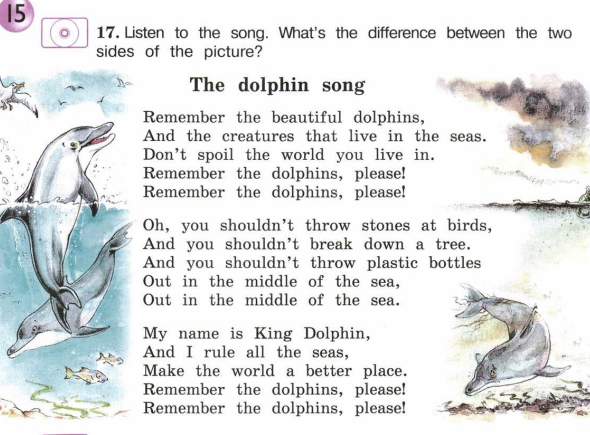 15
17. Listen to the song. What's the difference between the two
sides of the picture?
The dolphin song
Remember the beautiful dolphins,
And the creatures that live in the seas.
Don't spoil the world you live in.
Remember the dolphins, please!
Remember the dolphins, please!
Oh, you shouldn't throw stones at birds,
And you shouldn't break down a tree.
And you shouldn't throw plastic bottles
Out in the middle of the sea,
Out in the middle of the sea.
My name is King Dolphin,
And I rule all the seas,
Make the world a better place.
Remember the dolphins, please!
Remember the dolphins, please!